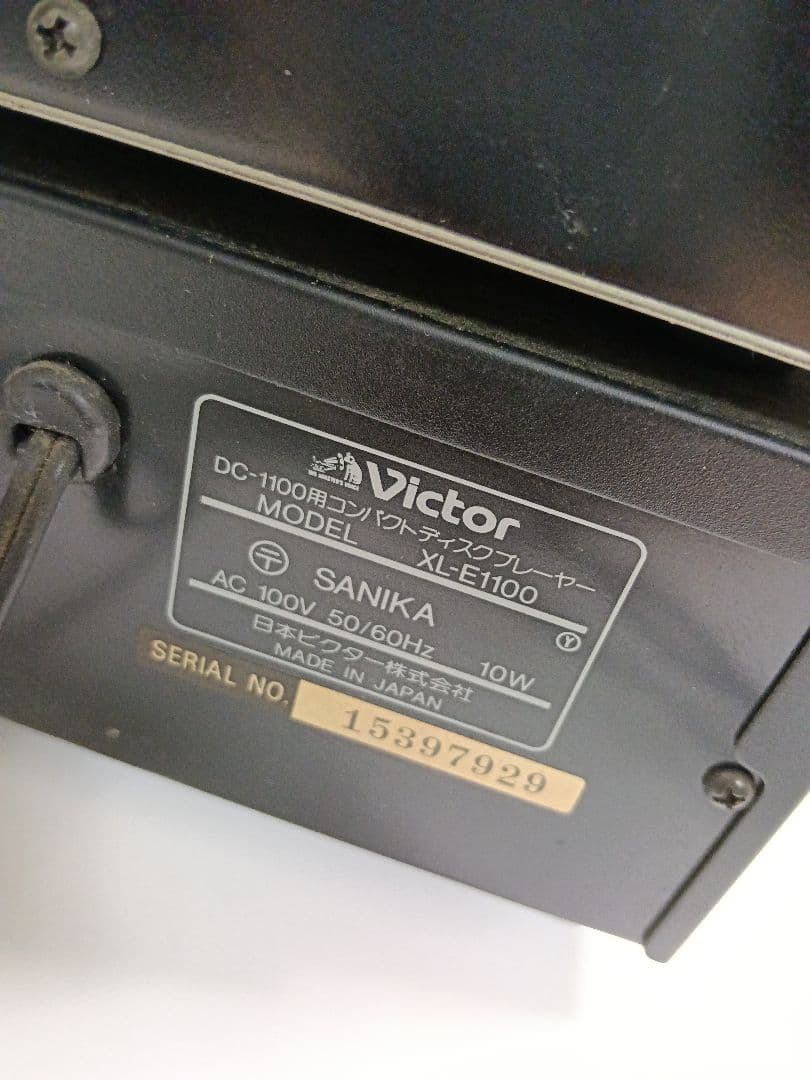 Victor
DC-1100用コンパクトディスクプレーヤー
MODEL XL-E1100
〒 SANIKA
AC 100V 50/60Hz 10W
日本ビクター株式会社
MADE IN JAPAN
SERIAL NO. 15397929